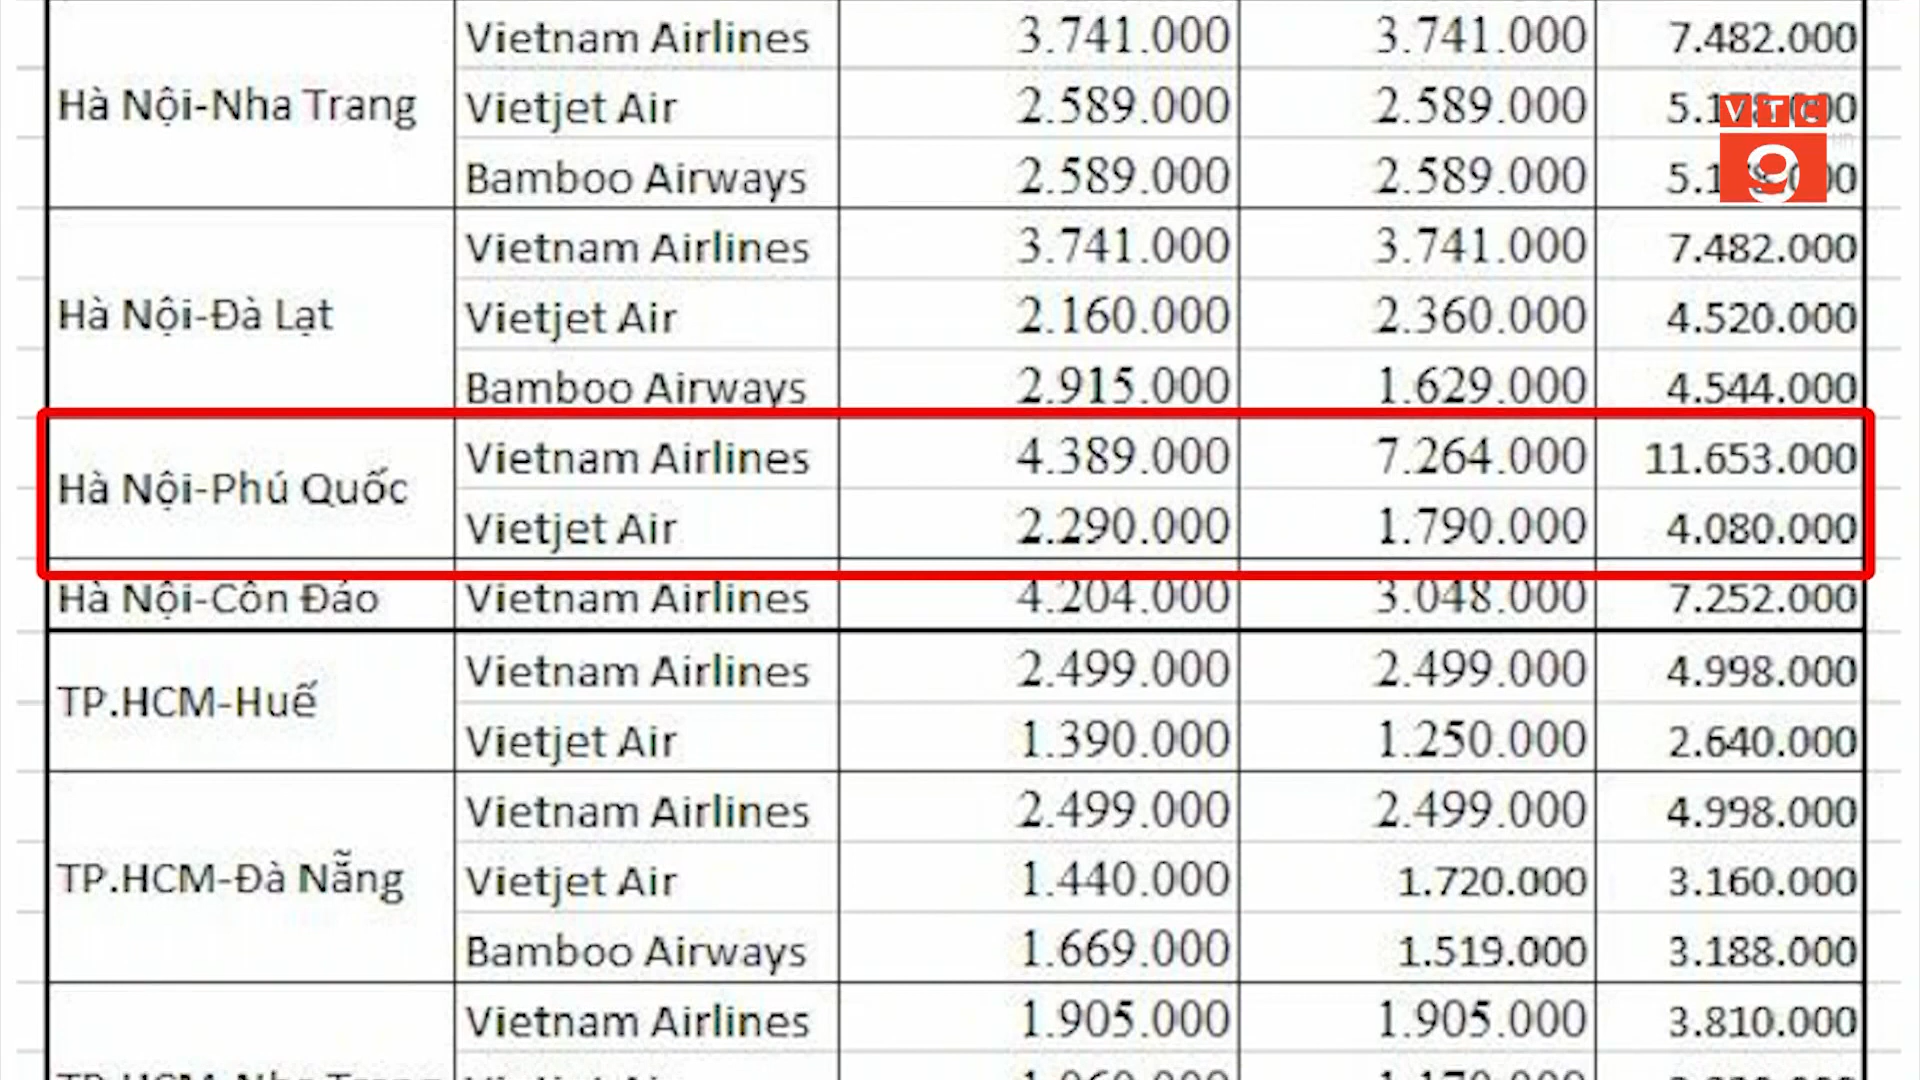 Vietnam Airlines 3.741.000 3.741.000 7.482.000
Hà Nội-Nha Trang Vietjet Air 2.589.000 2.589.000
Bamboo Airways 2.589.000 2.589.000
VTC
9
Vietnam Airlines 3.741.000 3.741.000 7.482.000
Hà Nội-Đà Lạt Vietjet Air 2.160.000 2.360.000 4.520.000
Bamboo Airways 2.915.000 1.629.000 4.544.000
Hà Nội-Phú Quốc Vietnam Airlines 4.389.000 7.264.000 11.653.000
Vietjet Air 2.290.000 1.790.000 4.080.000
Hà Nội-Côn Đảo Vietnam Airlines 4.204.000 3.048.000 7.252.000
TP.HCM-Huế Vietnam Airlines 2.499.000 2.499.000 4.998.000
Vietjet Air 1.390.000 1.250.000 2.640.000
Vietnam Airlines 2.499.000 2.499.000 4.998.000
TP.HCM-Đà Nẵng Vietjet Air 1.440.000 1.720.000 3.160.000
Bamboo Airways 1.669.000 1.519.000 3.188.000
Vietnam Airlines 1.905.000 1.905.000 3.810.000